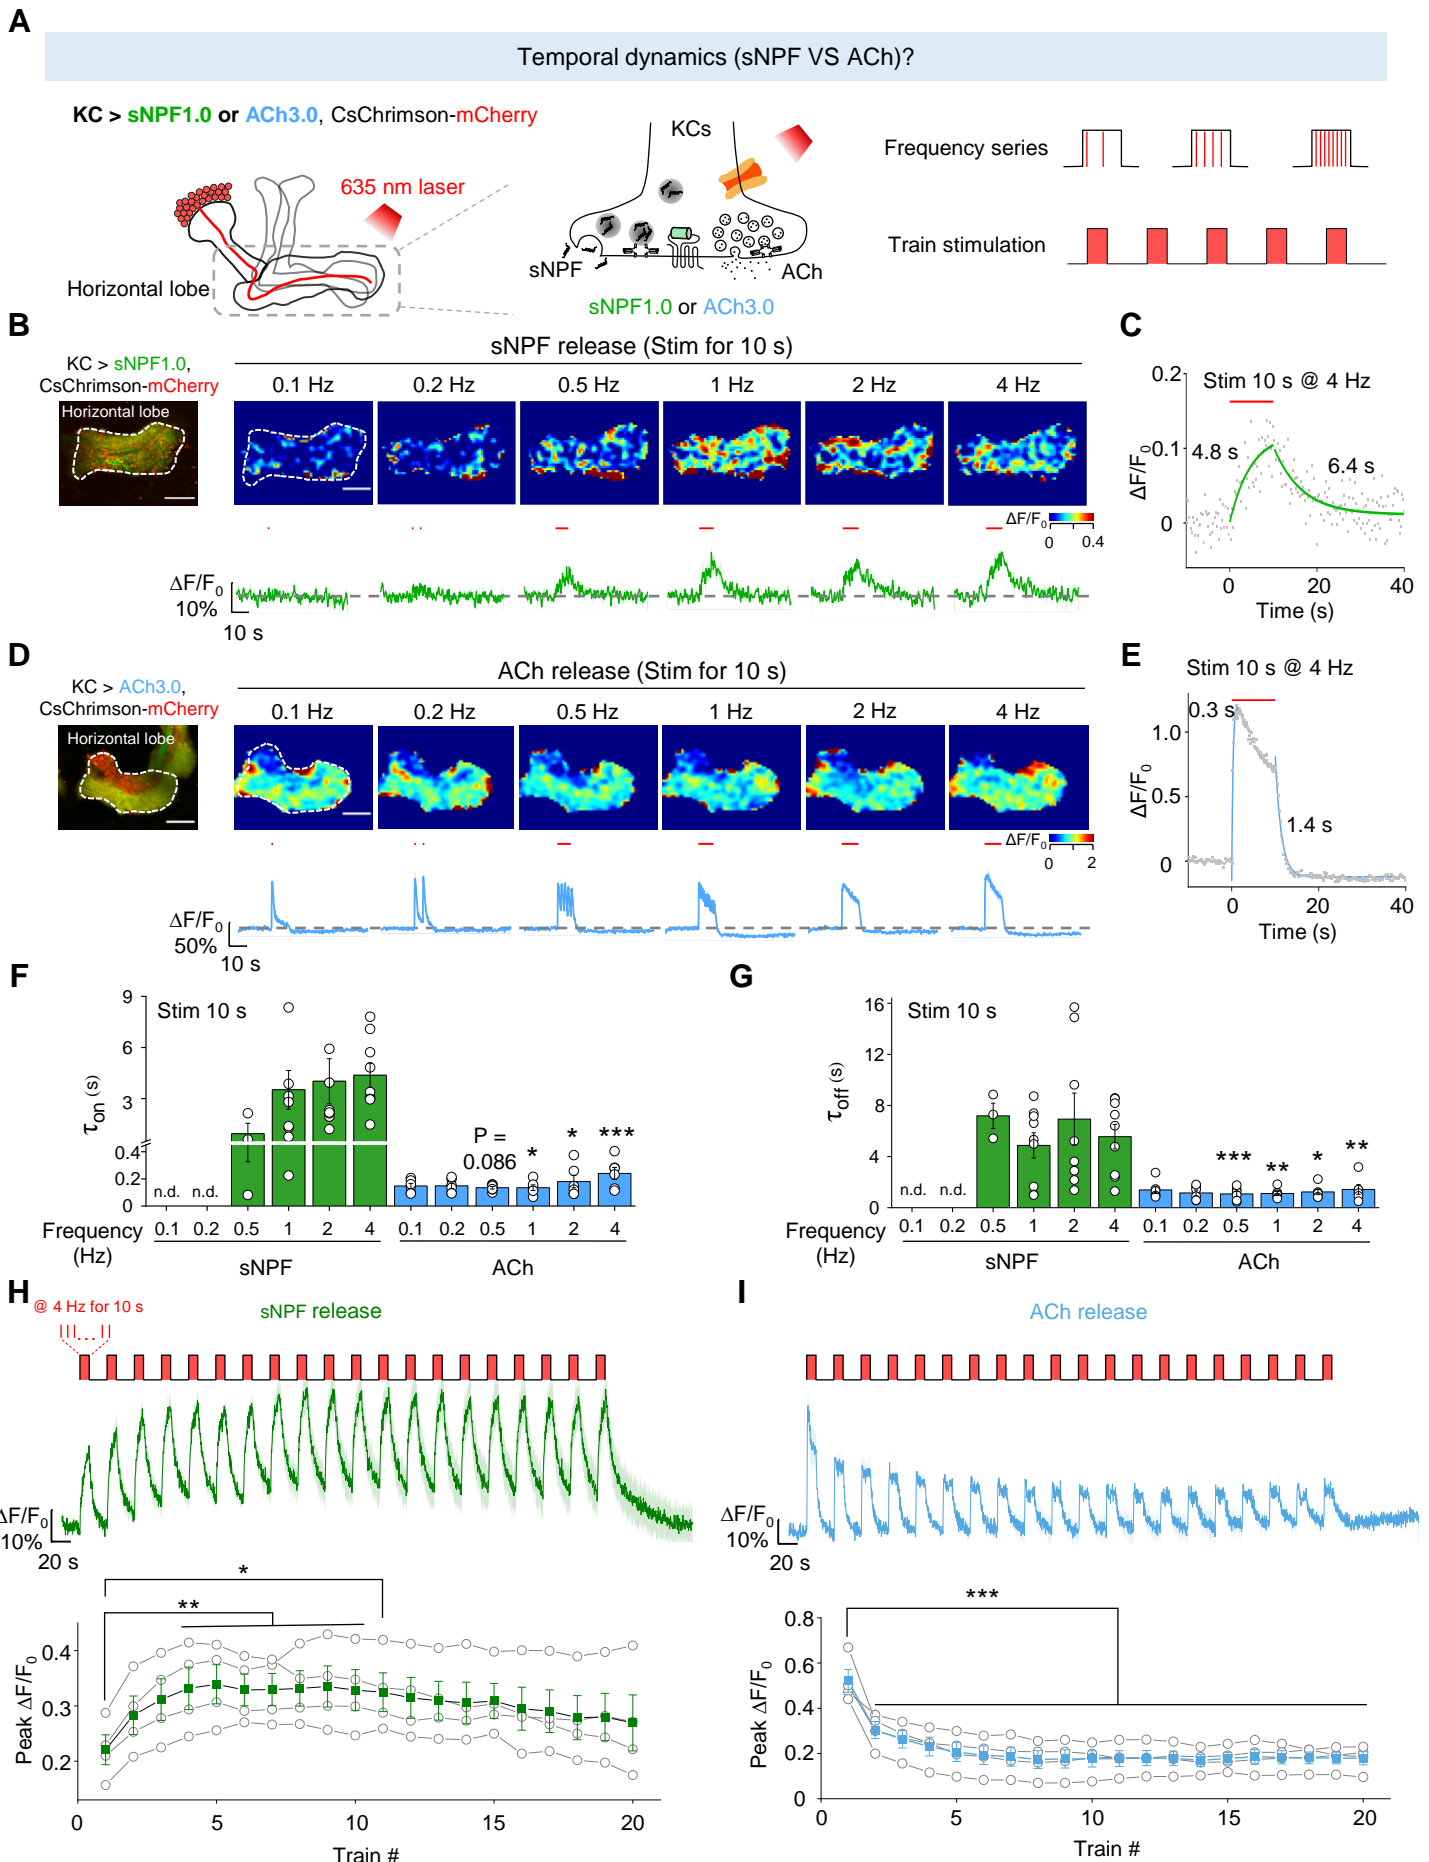 A
Temporal dynamics (sNPF VS ACh)?
KC > sNPF1.0 or ACh3.0, CsChrimson-mCherry
635 nm laser
Horizontal lobe
KCs
sNPF
ACh
sNPF1.0 or ACh3.0
Frequency series
Train stimulation
B
sNPF release (Stim for 10 s)
KC > sNPF1.0,
CsChrimson-mCherry
Horizontal lobe
0.1 Hz
0.2 Hz
0.5 Hz
1 Hz
2 Hz
4 Hz
ΔF/F0
0
0.4
ΔF/F0
10%
10 s
C
Stim 10 s @ 4 Hz
4.8 s
6.4 s
ΔF/F0
0.2
0.1
0
0
20
40
Time (s)
D
ACh release (Stim for 10 s)
KC > ACh3.0,
CsChrimson-mCherry
Horizontal lobe
0.1 Hz
0.2 Hz
0.5 Hz
1 Hz
2 Hz
4 Hz
ΔF/F0
0
2
ΔF/F0
50%
10 s
E
Stim 10 s @ 4 Hz
0.3 s
1.4 s
ΔF/F0
1.0
0.5
0
0
20
40
Time (s)
F
Stim 10 s
τon (s)
9
6
3
0.4
0.2
0
n.d.
n.d.
P =
0.086
*
*
***
Frequency
(Hz)
0.1
0.2
0.5
1
2
4
0.1
0.2
0.5
1
2
4
sNPF
ACh
G
Stim 10 s
τoff (s)
16
12
8
4
0
n.d.
n.d.
***
**
*
**
Frequency
(Hz)
0.1
0.2
0.5
1
2
4
0.1
0.2
0.5
1
2
4
sNPF
ACh
H
@ 4 Hz for 10 s
sNPF release
ΔF/F0
10%
20 s
*
**
Peak ΔF/F0
0.4
0.3
0.2
0
5
10
15
20
Train #
I
ACh release
ΔF/F0
10%
20 s
***
Peak ΔF/F0
0.8
0.6
0.4
0.2
0
0
5
10
15
20
Train #